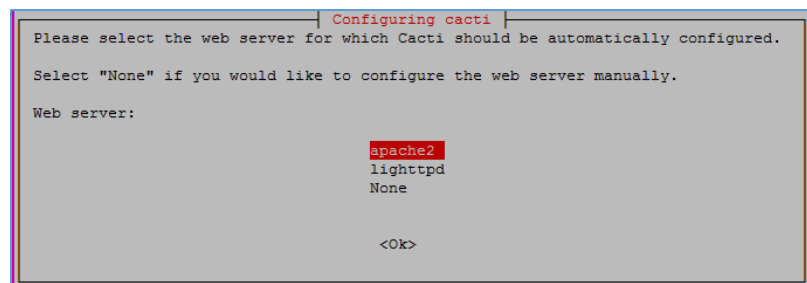 Configuring cacti
Please select the web server for which Cacti should be automatically configured.
Select "None" if you would like to configure the web server manually.
Web server:
apache2
lighttpd
None
<Ok>